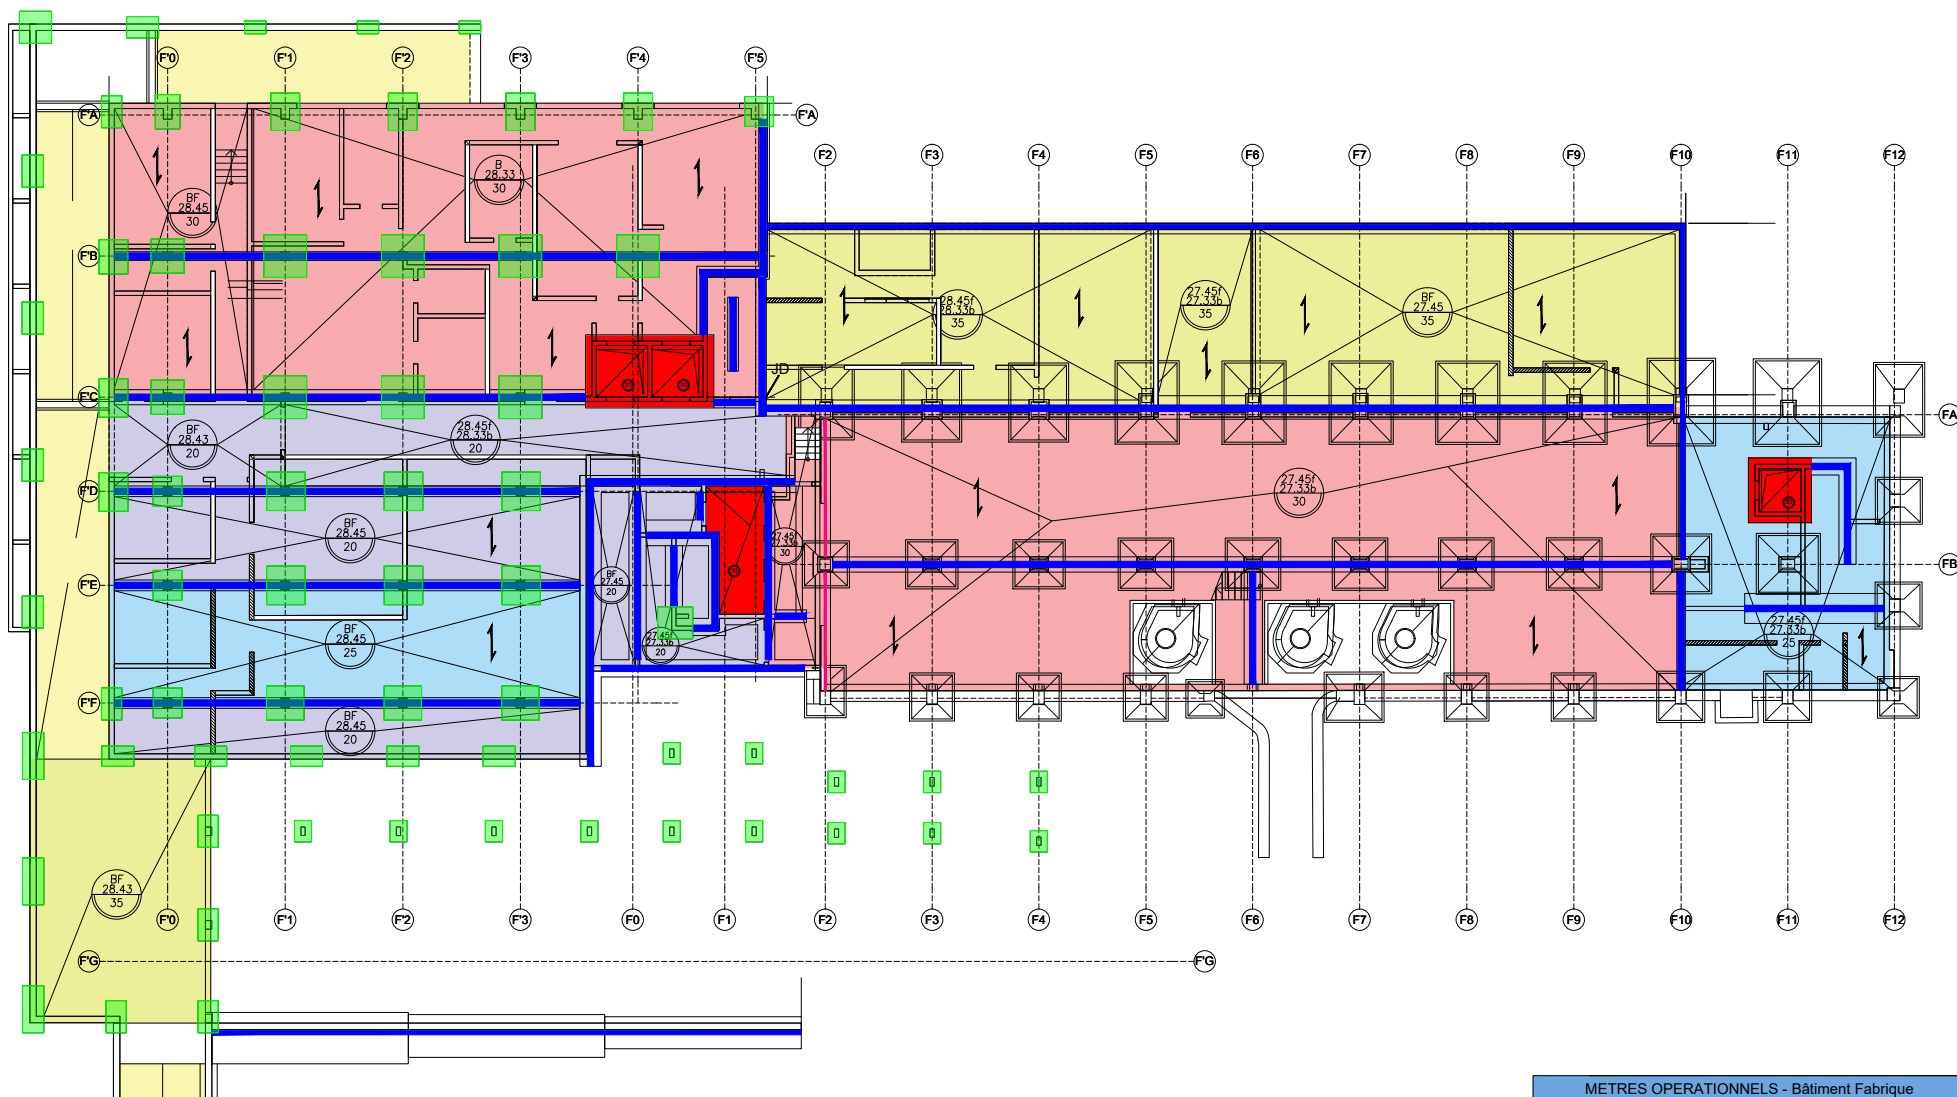 F'0
F'1
F'2
F'3
F'4
F'5
F'A
F'A
F2
F3
F4
F5
F6
F7
F8
F9
F10
F11
F12
B
28.33
30
BF
28.45
30
F'B
28.45f
28.33b
35
27.45f
27.33b
35
BF
27.45
35
JD
F'C
FA
BF
28.43
20
28.45f
28.33b
20
F'D
27.45f
27.33b
30
BF
28.45
20
27.45f
27.33b
30
F'E
BF
27.45
20
FB
BF
28.45
25
27.45f
27.33b
20
27.45f
27.33b
25
F'F
BF
28.45
20
BF
28.43
35
F'0
F'1
F'2
F'3
F0
F1
F2
F3
F4
F5
F6
F7
F8
F9
F10
F11
F12
F'G
F'G
METRES OPERATIONNELS - Bâtiment Fabrique